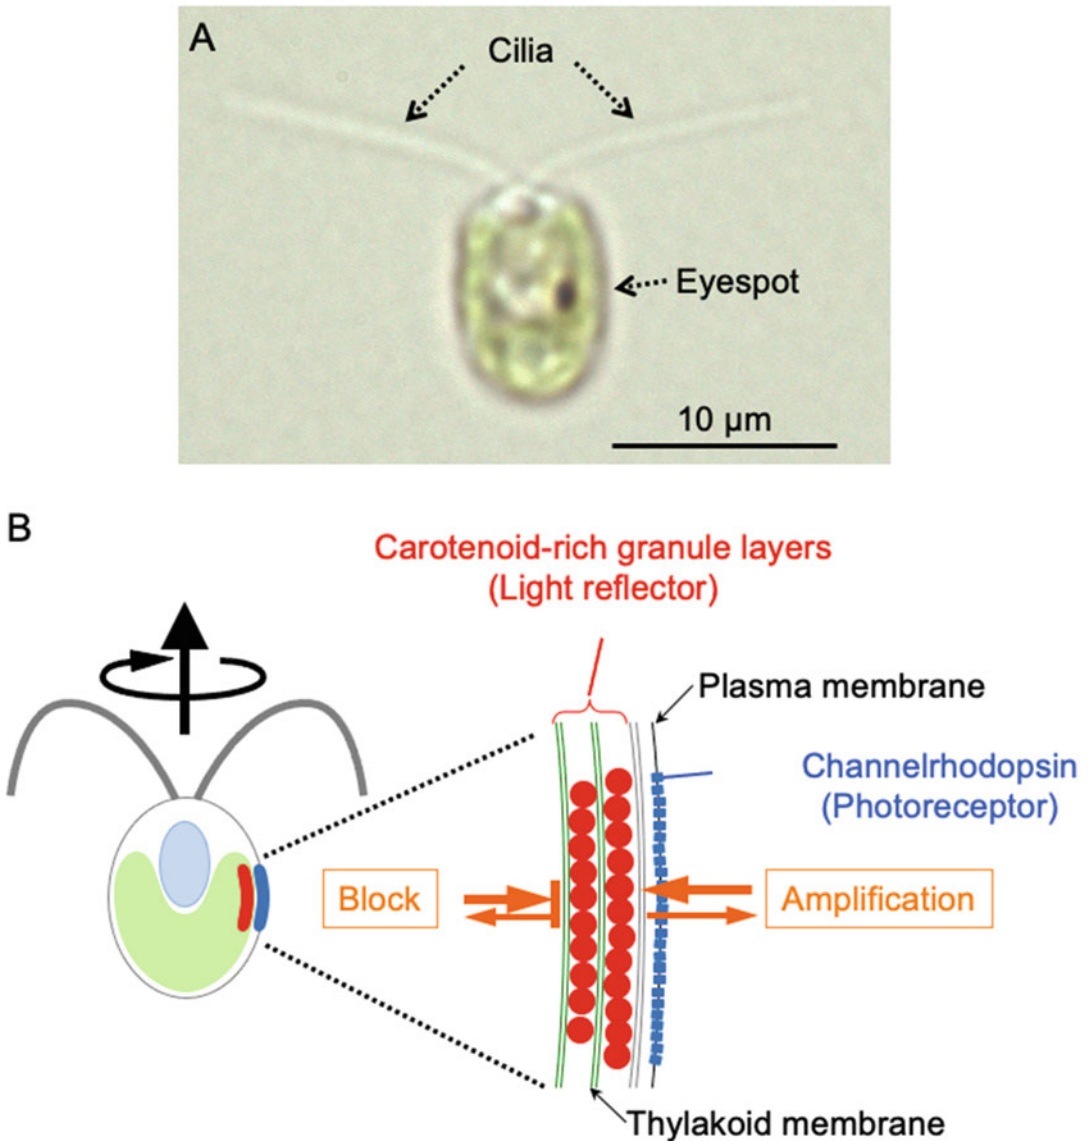 A
Cilia
Eyespot
10 µm
B
Carotenoid-rich granule layers
(Light reflector)
Plasma membrane
Channelrhodopsin
(Photoreceptor)
Block
Amplification
Thylakoid membrane